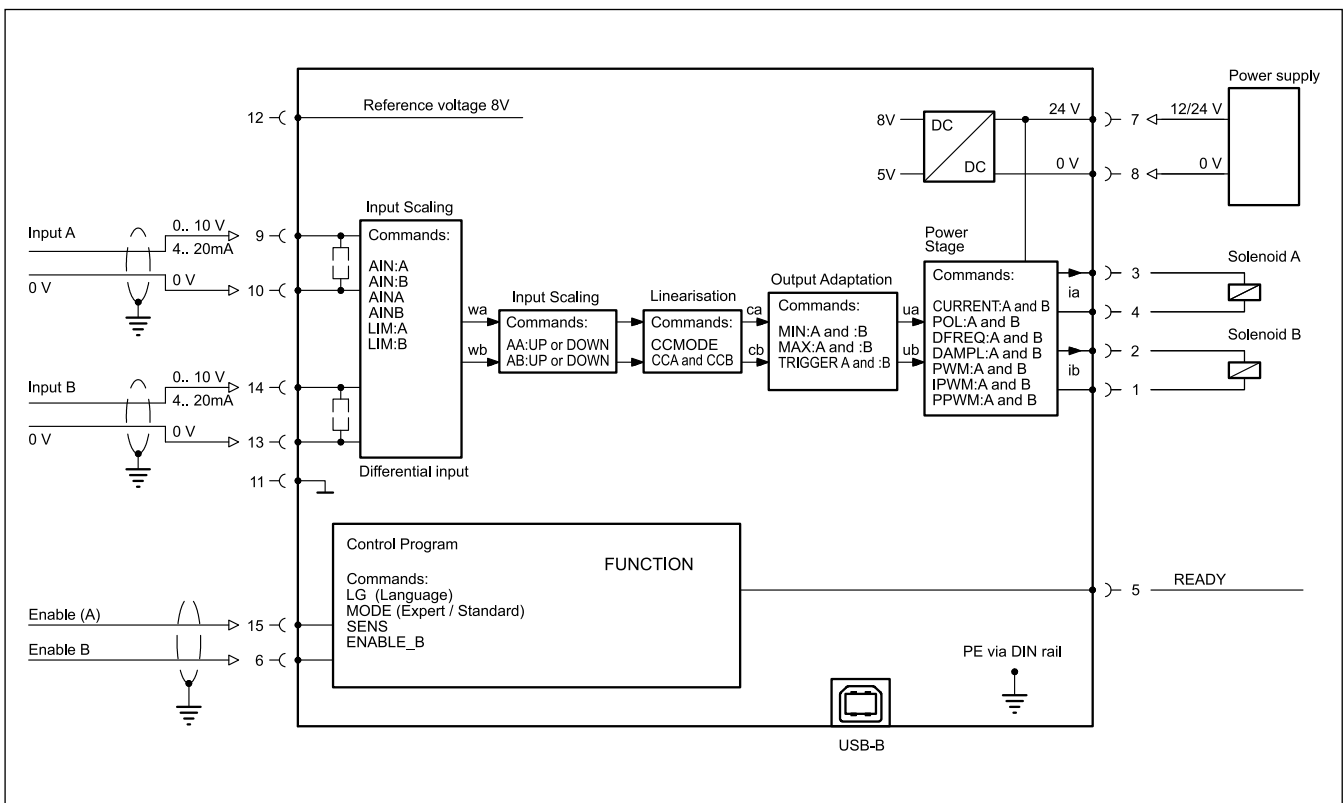 Power supply
12
Reference voltage 8V
8V
DC
DC
5V
24 V
0 V
7
12/24 V
8
0 V
Input A
0.. 10 V
4.. 20mA
0 V
0 V
9
10
Input Scaling
Commands:
AIN:A
AIN:B
AINA
AINB
LIM:A
LIM:B
Differential input
wa
wb
Input Scaling
Commands:
AA:UP or DOWN
AB:UP or DOWN
Linearisation
Commands:
CCMODE
CCA and CCB
ca
cb
Output Adaptation
Commands:
MIN:A and :B
MAX:A and :B
TRIGGER A and :B
ua
ub
Power
Stage
Commands:
CURRENT:A and B
POL:A and B
DFREQ:A and B
DAMPL:A and B
PWM:A and B
IPWM:A and B
PPWM:A and B
ia
ib
3
4
2
1
Solenoid A
Solenoid B
Input B
0.. 10 V
4.. 20mA
0 V
0 V
14
13
11
Control Program
FUNCTION
Commands:
LG (Language)
MODE (Expert / Standard)
SENS
ENABLE_B
Enable (A)
15
Enable B
6
5
READY
PE via DIN rail
USB-B